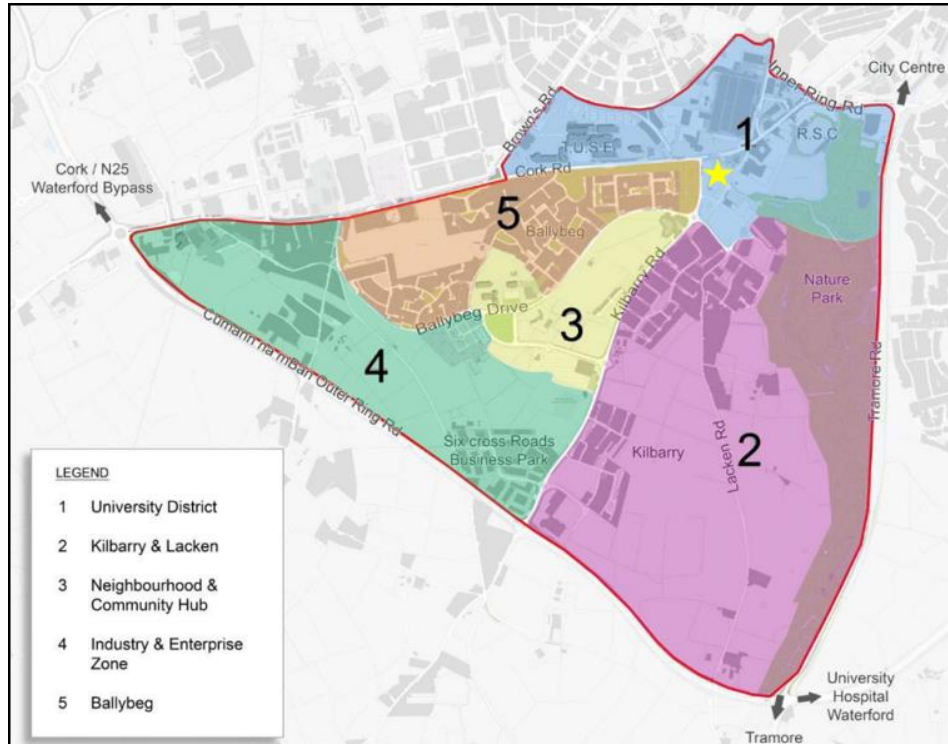 City Centre
Inner Ring Rd
1
R.S.C
Brown's Rd
T.U.S.E
Cork Rd
Cork / N25
Waterford Bypass
5
Ballybeg
Kilbarry Rd
Nature
Park
Ballybeg Drive
3
4
Cumann na mBan Outer Ring Rd
Tramore Rd
Six cross Roads
Business Park
Kilbarry
Lacken Rd
2
LEGEND
1 University District
2 Kilbarry & Lacken
3 Neighbourhood &
Community Hub
4 Industry & Enterprise
Zone
5 Ballybeg
University
Hospital
Waterford
Tramore